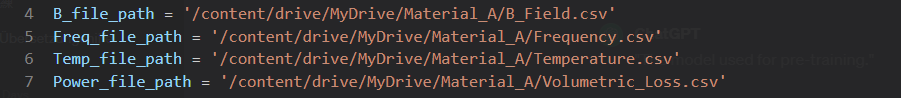 4 B_file_path = '/content/drive/MyDrive/Material_A/B_Field.csv'
5 Freq_file_path = '/content/drive/MyDrive/Material_A/Frequency.csv'
6 Temp_file_path = '/content/drive/MyDrive/Material_A/Temperature.csv'
7 Power_file_path = '/content/drive/MyDrive/Material_A/Volumetric_Loss.csv'